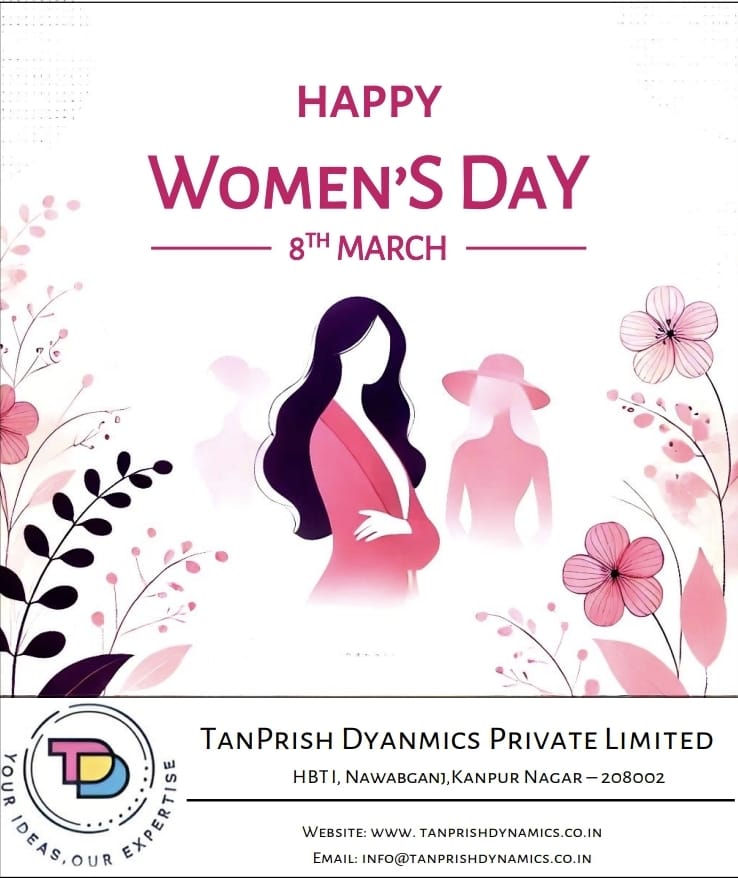 HAPPY
WOMEN'S DAY
8TH MARCH
TANPRISH DYANMICS PRIVATE LIMITED
HBTI, NAWABGANJ,KANPUR NAGAR – 208002
WEBSITE: WWW. TANPRISHDYNAMICS.CO.IN
EMAIL: INFO@TANPRISHDYNAMICS.CO.IN
TDD
YOUR IDEAS,OUR EXPERTISE